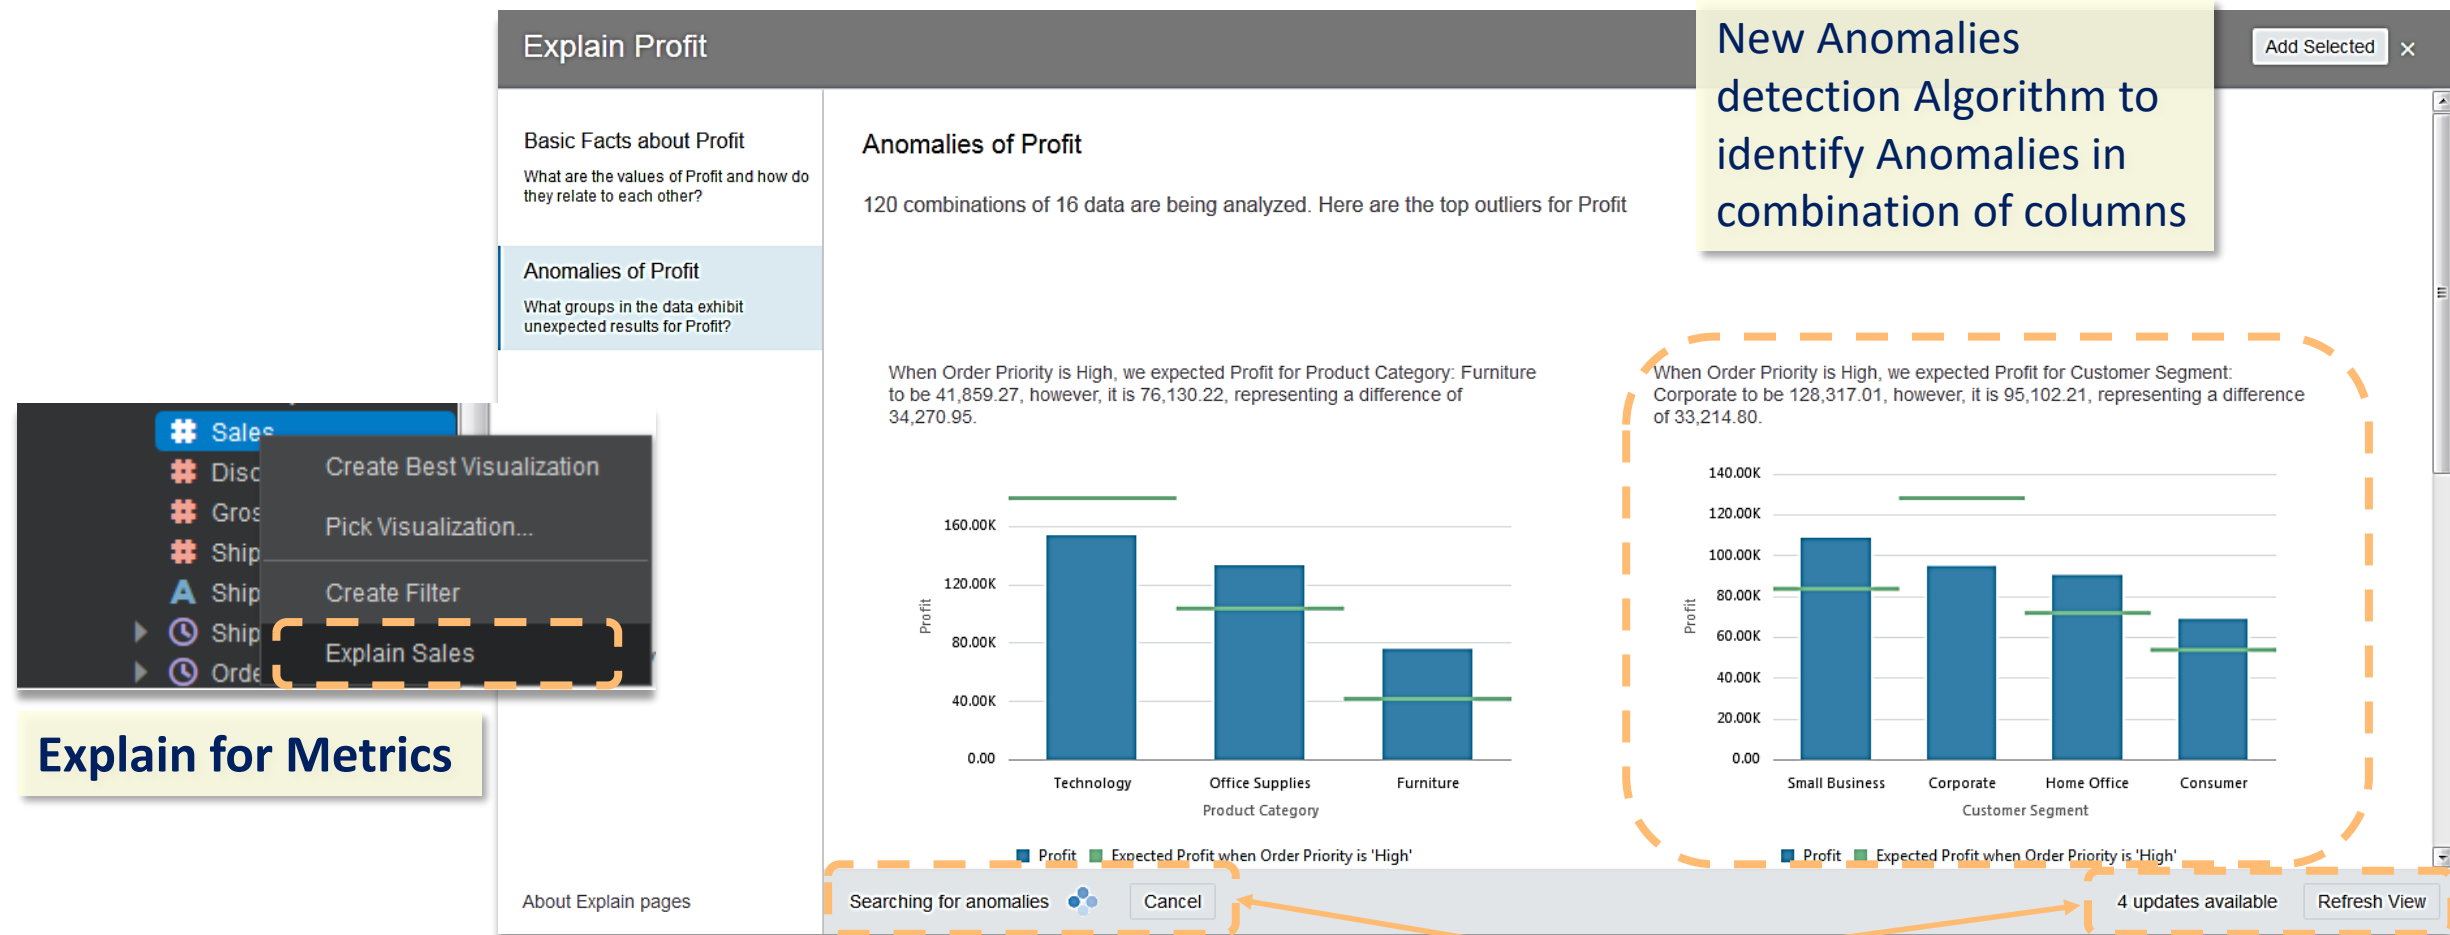 Explain Profit
New Anomalies
detection Algorithm to
identify Anomalies in
combination of columns
Add Selected
×
Basic Facts about Profit
What are the values of Profit and how do
they relate to each other?
Anomalies of Profit
What groups in the data exhibit
unexpected results for Profit?
Anomalies of Profit
120 combinations of 16 data are being analyzed. Here are the top outliers for Profit
When Order Priority is High, we expected Profit for Product Category: Furniture
to be 41,859.27, however, it is 76,130.22, representing a difference of
34,270.95.
160.00K
120.00K
80.00K
40.00K
0.00
Profit
Technology
Office Supplies
Furniture
Product Category
Profit
Expected Profit when Order Priority is 'High'
When Order Priority is High, we expected Profit for Customer Segment:
Corporate to be 128,317.01, however, it is 95,102.21, representing a difference
of 33,214.80.
140.00K
120.00K
100.00K
80.00K
60.00K
40.00K
20.00K
0.00
Profit
Small Business
Corporate
Home Office
Consumer
Customer Segment
Profit
Expected Profit when Order Priority is 'High'
Sales
Disc
Gros
Ship
Ship
Ship
Orde
Create Best Visualization
Pick Visualization...
Create Filter
Explain Sales
Explain for Metrics
About Explain pages
Searching for anomalies
Cancel
4 updates available
Refresh View